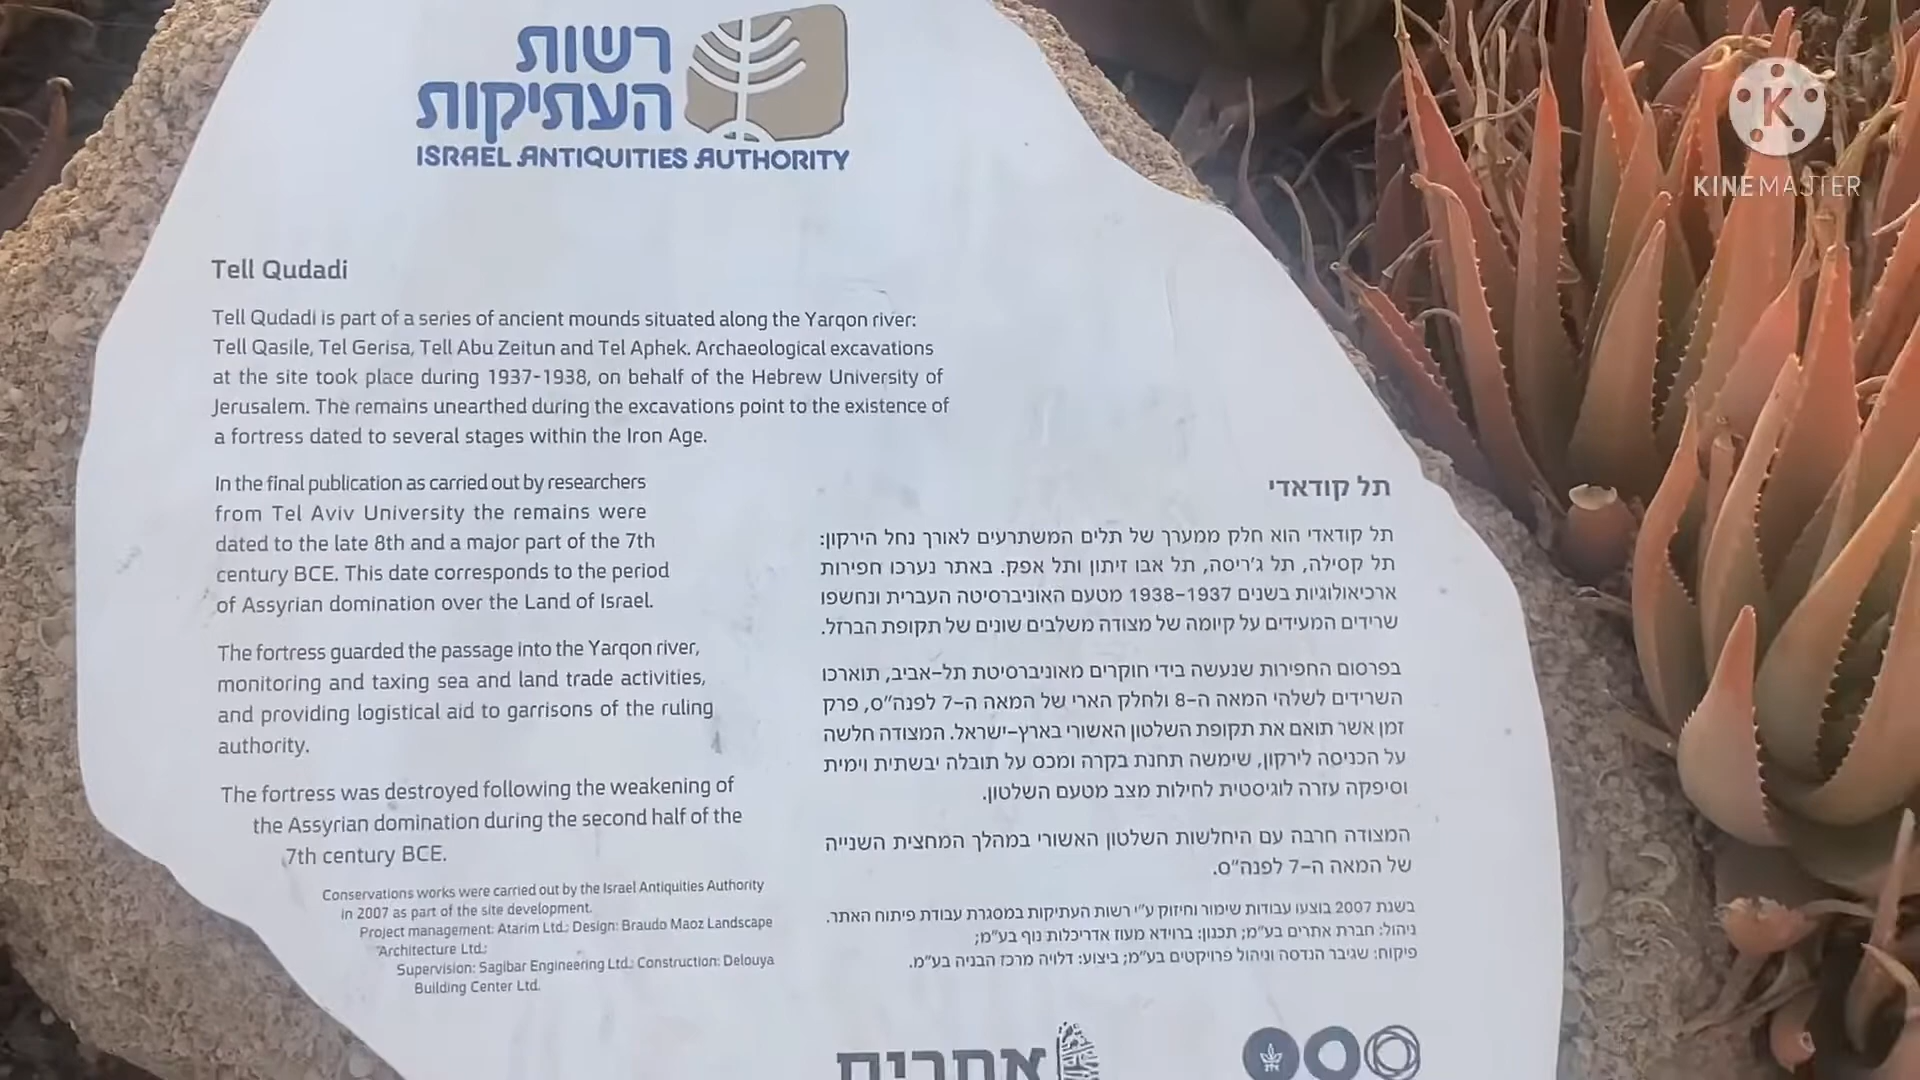 רשות
העתיקות
ISRAEL ANTIQUITIES AUTHORITY
KINEMASTER
Tell Qudadi
Tell Qudadi is part of a series of ancient mounds situated along the Yarqon river:
Tell Qasile, Tel Gerisa, Tell Abu Zeitun and Tel Aphek. Archaeological excavations
at the site took place during 1937-1938, on behalf of the Hebrew University of
Jerusalem. The remains unearthed during the excavations point to the existence of
a fortress dated to several stages within the Iron Age.
In the final publication as carried out by researchers
from Tel Aviv University the remains were
dated to the late 8th and a major part of the 7th
century BCE. This date corresponds to the period
of Assyrian domination over the Land of Israel.
The fortress guarded the passage into the Yarqon river,
monitoring and taxing sea and land trade activities,
and providing logistical aid to garrisons of the ruling
authority.
The fortress was destroyed following the weakening of
the Assyrian domination during the second half of the
7th century BCE.
Conservations works were carried out by the Israel Antiquities Authority
in 2007 as part of the site development.
Project management: Atarim Ltd.; Design: Braudo Maoz Landscape
Architecture Ltd.;
Supervision: Sagibar Engineering Ltd.; Construction: Delouya
Building Center Ltd.
תל קודאדי
תל קודאדי הוא חלק ממערך של תלים המשתרעים לאורך נחל הירקון:
תל קסילה, תל ג'ריסה, תל אבו זיתון ותל אפק. באתר נערכו חפירות
ארכיאולוגיות בשנים 1938-1937 מטעם האוניברסיטה העברית ונחשפו
שרידים המעידים על קיומה של מצודה משלבים שונים של תקופת הברזל.
בפרסום החפירות שנעשה בידי חוקרים מאוניברסיטת תל-אביב, תוארכו
השרידים לשלהי המאה ה-8 ולחלק הארי של המאה ה-7 לפנה"ס, פרק
זמן אשר תואם את תקופת השלטון האשורי בארץ-ישראל. המצודה חלשה
על הכניסה לירקון, שימשה תחנת בקרה ומכס על תובלה יבשתית וימית
וסיפקה עזרה לוגיסטית לחילות מצב מטעם השלטון.
המצודה חרבה עם היחלשות השלטון האשורי במהלך המחצית השנייה
של המאה ה-7 לפנה"ס.
בשנת 2007 בוצעו עבודות שימור וחיזוק ע"י רשות העתיקות במסגרת עבודת פיתוח האתר.
ניהול: חברת אתרים בע"מ; תכנון: ברוידא מעוז אדריכלות נוף בע"מ;
פיקוח: שגיבר הנדסה וניהול פרויקטים בע"מ; ביצוע: דלויה מרכז הבניה בע"מ.
אתרים